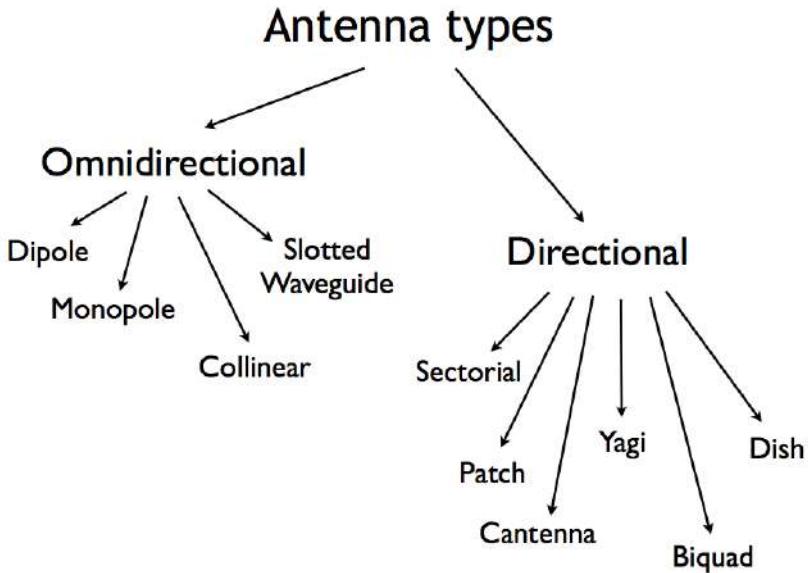 Antenna types
Omnidirectional
Dipole
Monopole
Collinear
Slotted
Waveguide
Directional
Sectorial
Patch
Cantenna
Yagi
Biquad
Dish